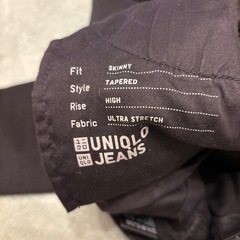 Fit SKINNY
Style TAPERED
Rise HIGH
Fabric ULTRA STRETCH
UNIQLO
UNI QLO JEANS